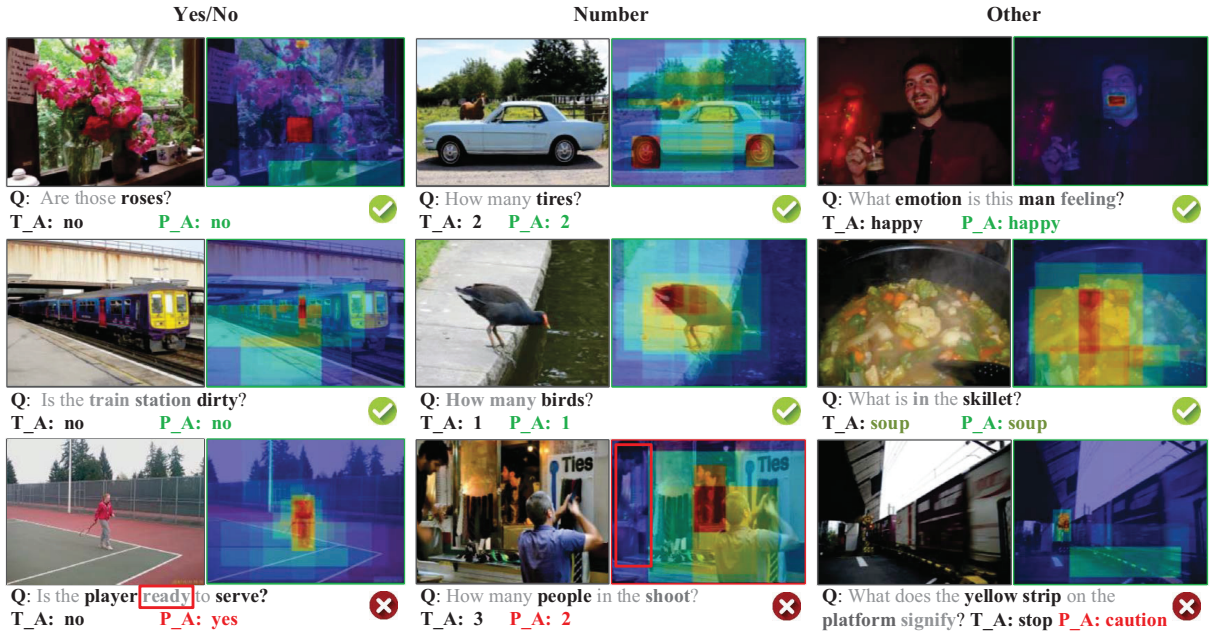 Yes/No
Number
Other
Q: Are those roses?
T_A: no P_A: no
Q: How many tires?
T_A: 2 P_A: 2
Q: What emotion is this man feeling?
T_A: happy P_A: happy
Q: Is the train station dirty?
T_A: no P_A: no
Q: How many birds?
T_A: 1 P_A: 1
Q: What is in the skillet?
T_A: soup P_A: soup
Ties
Ties
Q: Is the player ready to serve?
T_A: no P_A: yes
Q: How many people in the shoot?
T_A: 3 P_A: 2
Q: What does the yellow strip on the
platform signify? T_A: stop P_A: caution